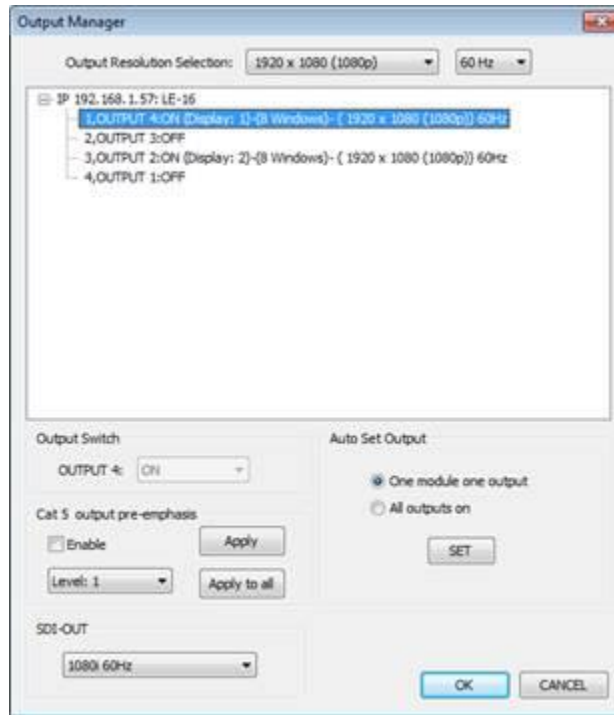 Output Manager
Output Resolution Selection: 1920 x 1080 (1080p) 60 Hz
IP 192.168.1.57: LE-16
1,OUTPUT 4:ON (Display: 1)-(8 Windows)- ( 1920 x 1080 (1080p)) 60Hz
2,OUTPUT 3:OFF
3,OUTPUT 2:ON (Display: 2)-(8 Windows)- ( 1920 x 1080 (1080p)) 60Hz
4,OUTPUT 1:OFF
Output Switch
OUTPUT 4: ON
Auto Set Output
One module one output
All outputs on
SET
Cat 5 output pre-emphasis
Enable
Apply
Level: 1
Apply to all
SDI-OUT
1080i 60Hz
OK
CANCEL